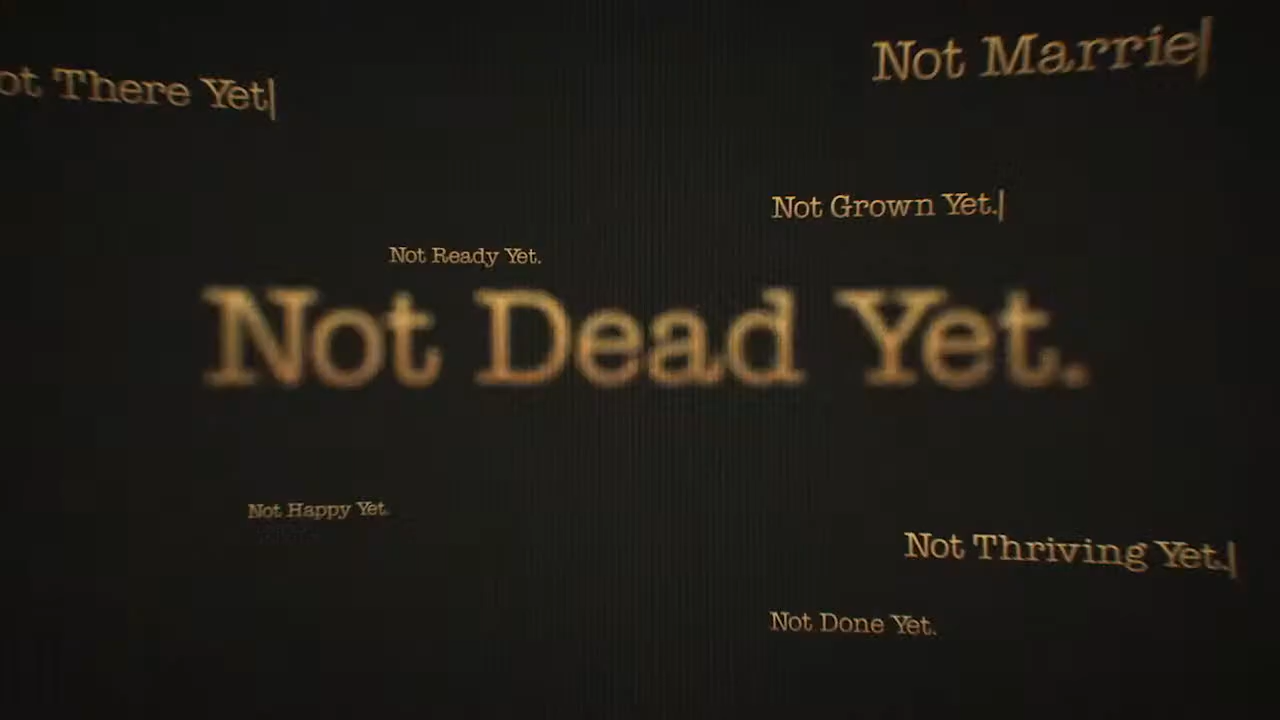 Not Marrie
ot There Yet
Not Grown Yet.
Not Ready Yet.
Not Dead Yet.
Not Happy Yet.
Not Thriving Yet.
Not Done Yet.